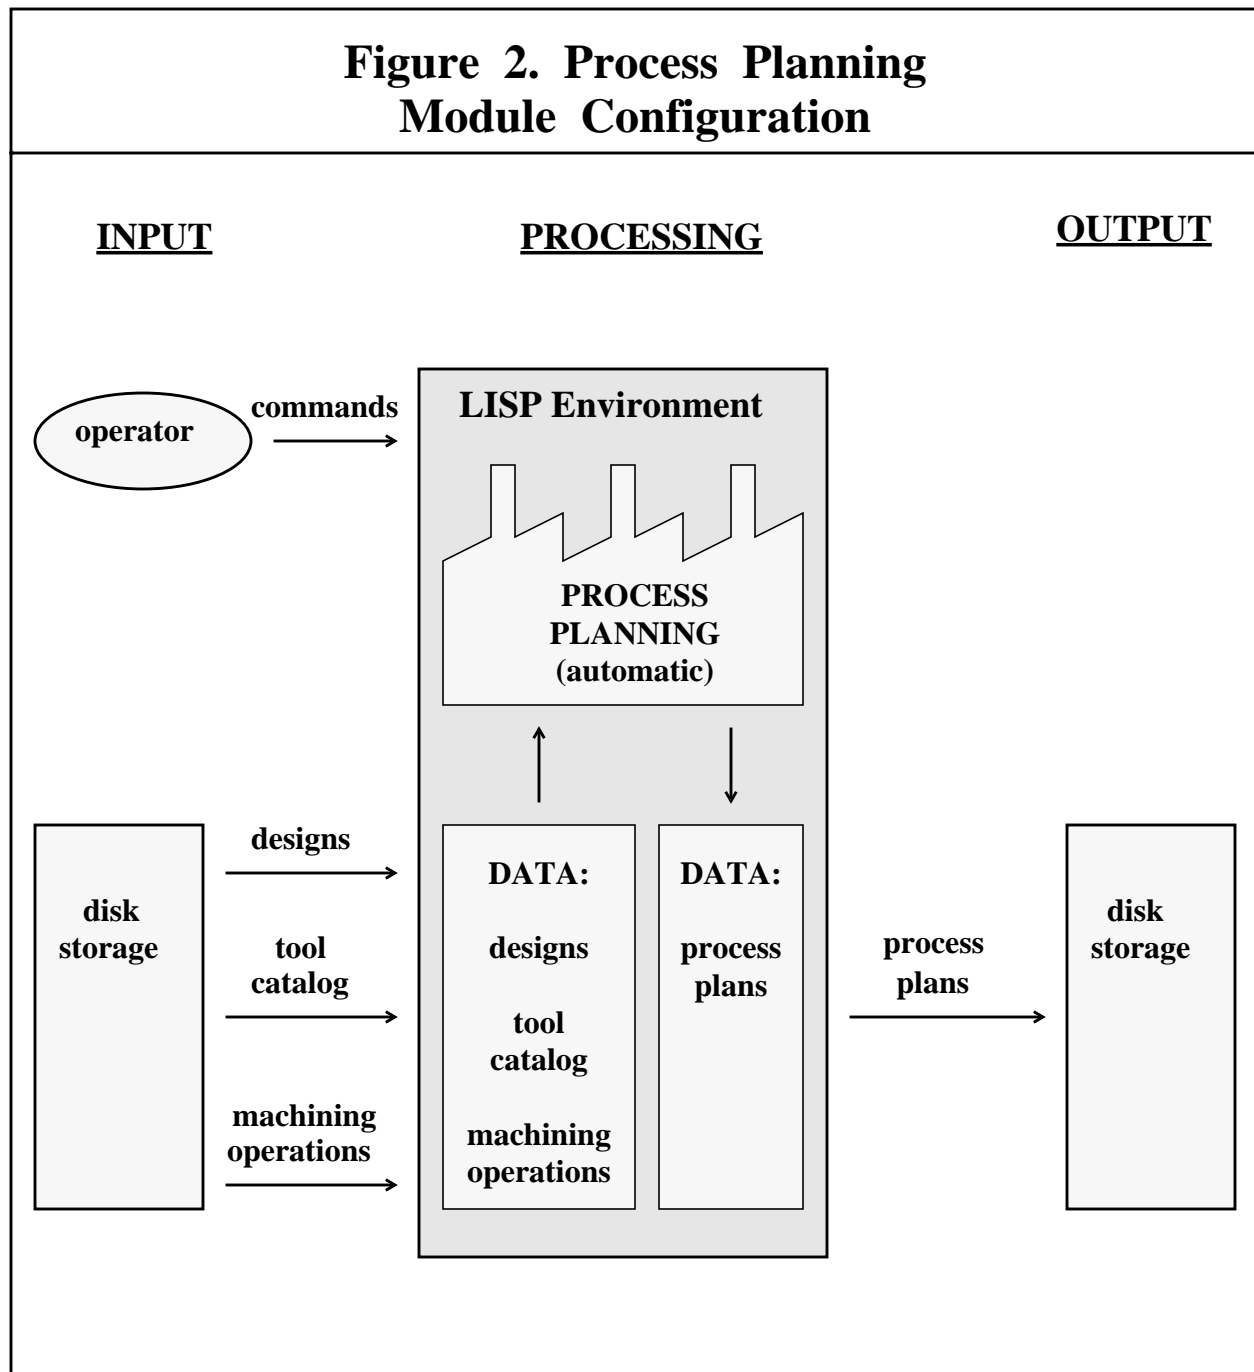 Figure 2. Process Planning
Module Configuration
INPUT
PROCESSING
OUTPUT
operator
commands
LISP Environment
PROCESS
PLANNING
(automatic)
disk
storage
designs
tool
catalog
machining
operations
DATA:
designs
tool
catalog
machining
operations
DATA:
process
plans
process
plans
disk
storage